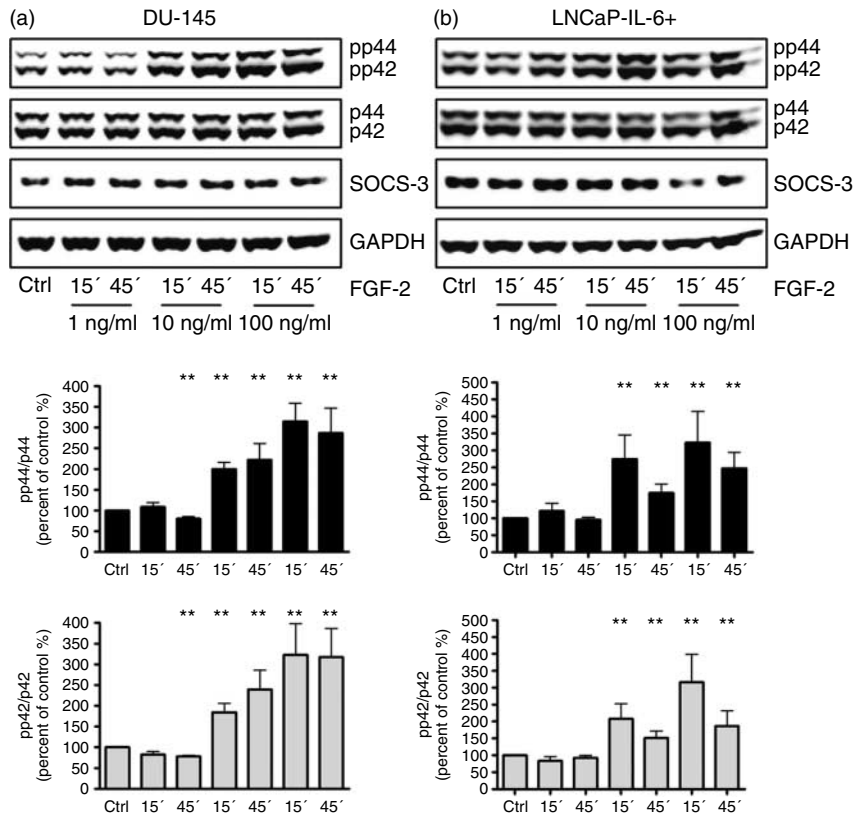 (a) DU-145
pp44
pp42
p44
p42
SOCS-3
GAPDH
Ctrl 15´ 45´ 15´ 45´ 15´ 45´ FGF-2
1 ng/ml 10 ng/ml 100 ng/ml
(b) LNCaP-IL-6+
pp44
pp42
p44
p42
SOCS-3
GAPDH
Ctrl 15´ 45´ 15´ 45´ 15´ 45´ FGF-2
1 ng/ml 10 ng/ml 100 ng/ml
pp44/p44
(percent of control %)
** ** ** ** **
400
350
300
250
200
150
100
50
0
Ctrl 15´ 45´ 15´ 45´ 15´ 45´
pp44/p44
(percent of control %)
** ** ** **
500
450
400
350
300
250
200
150
100
50
0
Ctrl 15´ 45´ 15´ 45´ 15´ 45´
pp42/p42
(percent of control %)
** ** ** ** **
400
350
300
250
200
150
100
50
0
Ctrl 15´ 45´ 15´ 45´ 15´ 45´
pp42/p42
(percent of control %)
** ** ** **
500
450
400
350
300
250
200
150
100
50
0
Ctrl 15´ 45´ 15´ 45´ 15´ 45´